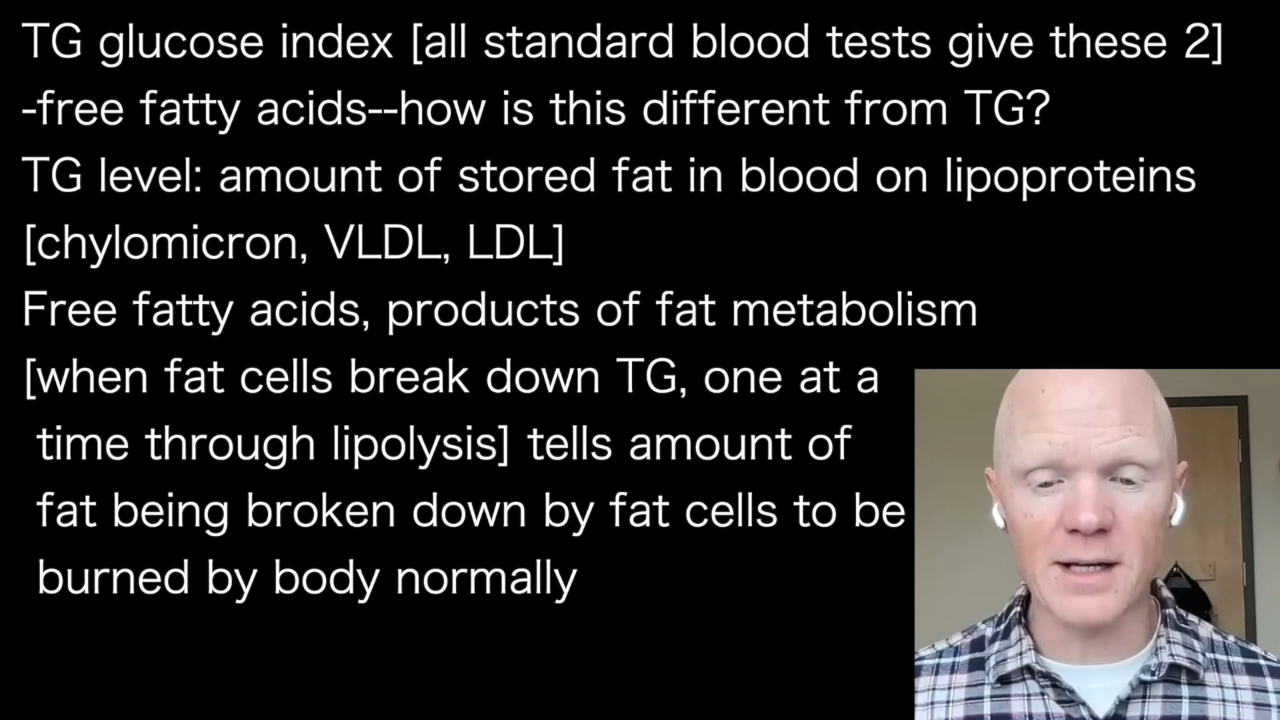 TG glucose index [all standard blood tests give these 2]
-free fatty acids--how is this different from TG?
TG level: amount of stored fat in blood on lipoproteins
[chylomicron, VLDL, LDL]
Free fatty acids, products of fat metabolism
[when fat cells break down TG, one at a
time through lipolysis] tells amount of
fat being broken down by fat cells to be
burned by body normally